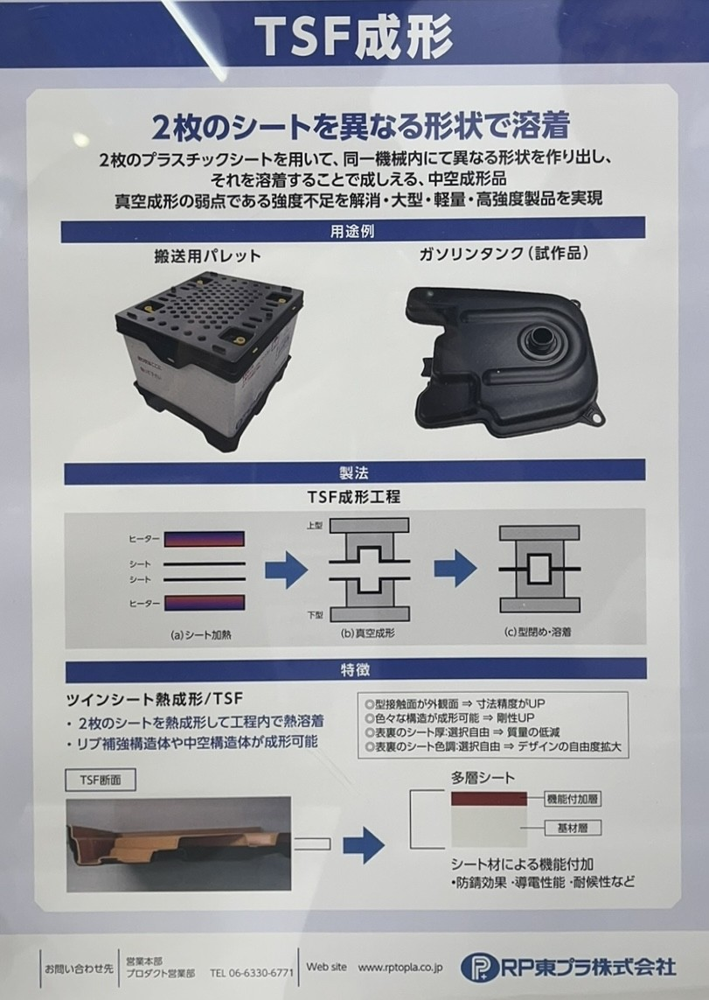 TSF成形
2枚のシートを異なる形状で溶着
2枚のプラスチックシートを用いて、同一機械内にて異なる形状を作り出し、
それを溶着することで成しえる、中空成形品
真空成形の弱点である強度不足を解消・大型・軽量・高強度製品を実現
用途例
搬送用パレット
ガソリンタンク(試作品)
製法
TSF成形工程
ヒーター
シート
シート
ヒーター
(a)シート加熱
上型
下型
(b)真空成形
(c)型閉め・溶着
特徴
ツインシート熱成形/TSF
・2枚のシートを熱成形して工程内で熱溶着
・リブ補強構造体や中空構造体が成形可能
◎型接触面が外観面 ⇒ 寸法精度がUP
◎色々な構造が成形可能 ⇒ 剛性UP
◎表裏のシート厚:選択自由 ⇒ 質量の低減
◎表裏のシート色調:選択自由 ⇒ デザインの自由度拡大
TSF断面
多層シート
機能付加層
基材層
シート材による機能付加
・防錆効果・導電性能・耐候性など
お問い合わせ先
営業本部
プロダクト営業部 TEL 06-6330-6771
Web site www.rptopla.co.jp
RP東プラ株式会社